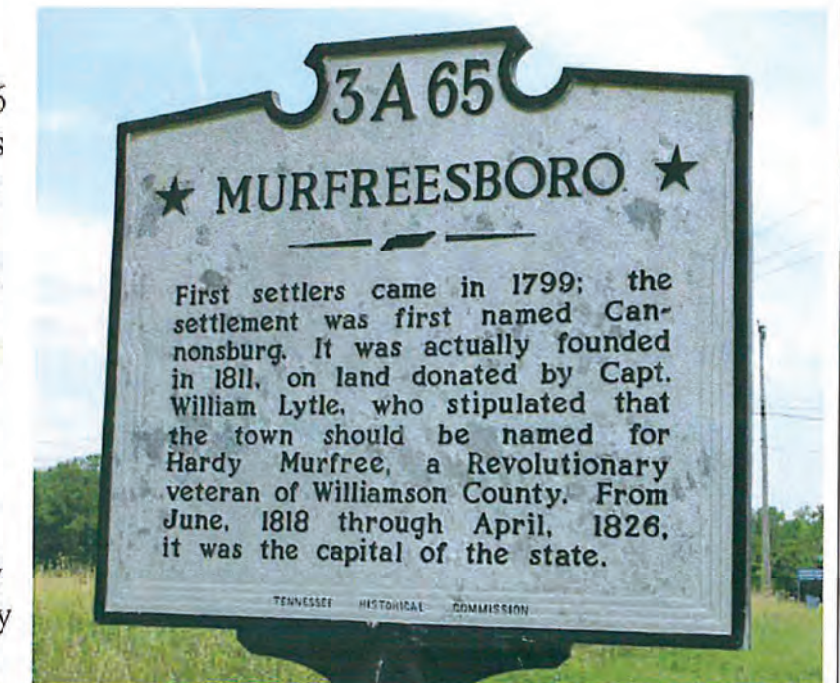 3A65
MURFREESBORO
First settlers came in 1799; the
settlement was first named Can-
nonsburg. It was actually founded
in 1811, on land donated by Capt.
William Lytle, who stipulated that
the town should be named for
Hardy Murfree, a Revolutionary
veteran of Williamson County. From
June, 1818 through April, 1826,
it was the capital of the state.
TENNESSEE HISTORICAL COMMISSION